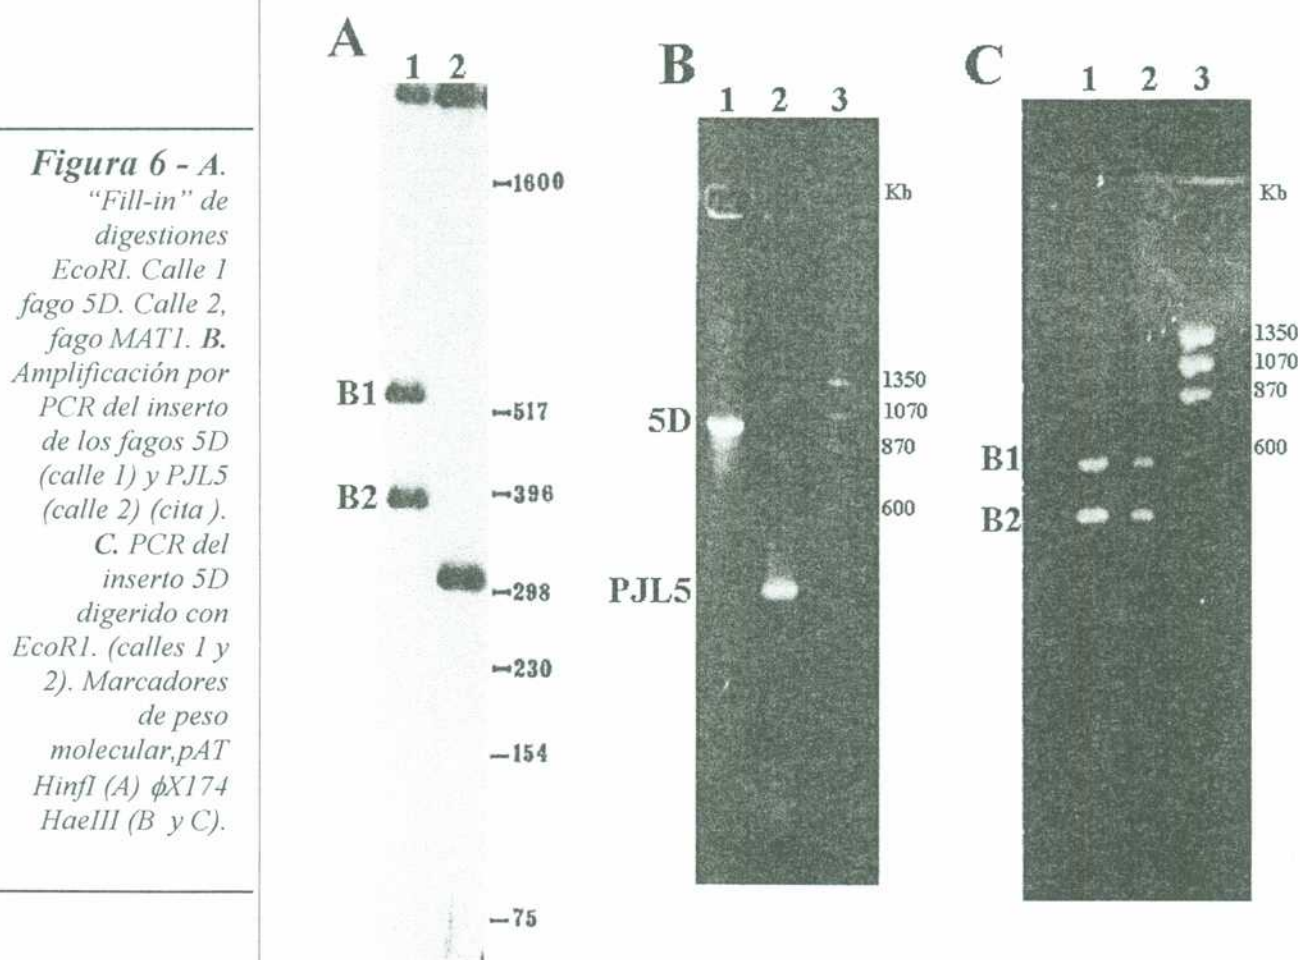 Figura 6 - A.
"Fill-in" de
digestiones
EcoRI. Calle 1
fago 5D. Calle 2,
fago MAT1. B.
Amplificación por
PCR del inserto
de los fagos 5D
(calle 1) y PJL5
(calle 2) (cita ).
C. PCR del
inserto 5D
digerido con
EcoR1. (calles 1 y
2). Marcadores
de peso
molecular,pAT
HinfI (A) ϕX174
HaeIII (B y C).
A
1 2
1600
B1
517
B2
396
298
230
154
75
B
1 2 3
Kb
1350
5D
1070
870
600
PJL5
C
1 2 3
Kb
1350
1070
870
B1
600
B2